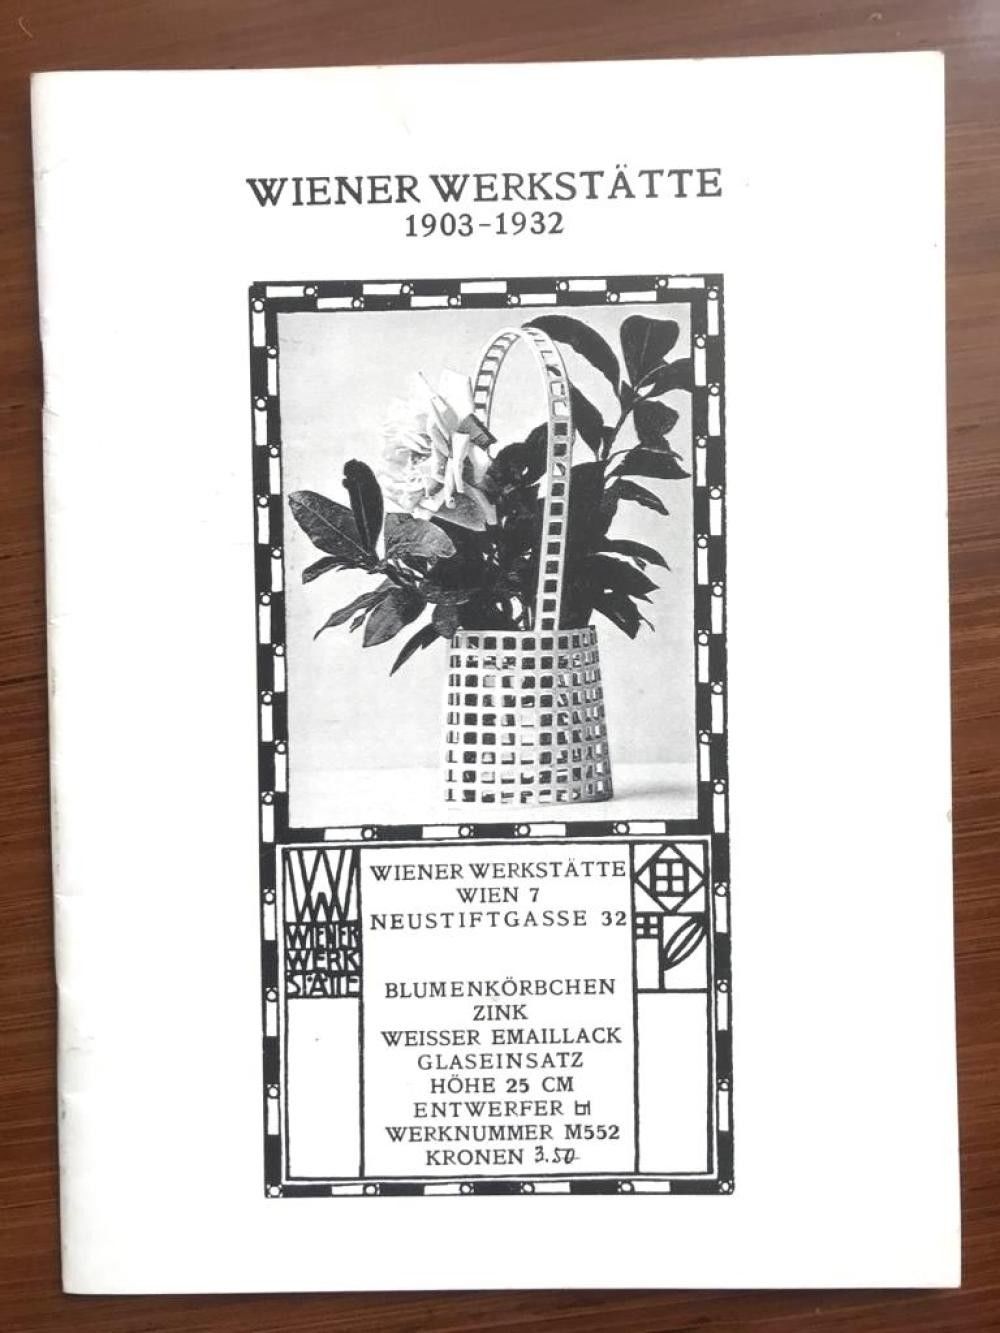 WIENER WERKSTÄTTE
1903-1932
WIENER
WERK
STÄTTE
WIENER WERKSTÄTTE
WIEN 7
NEUSTIFTGASSE 32
BLUMENKÖRBCHEN
ZINK
WEISSER EMAILLACK
GLASEINSATZ
HÖHE 25 CM
ENTWERFER
WERKNUMMER M552
KRONEN 3.50